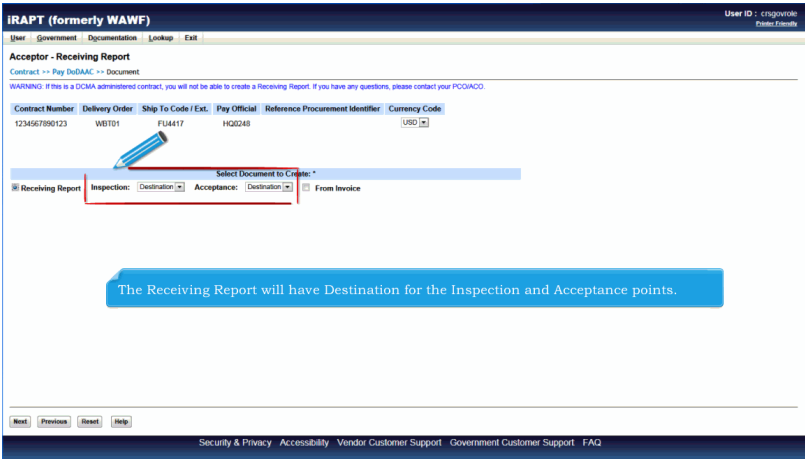 iRAPT (formerly WAWF)
User ID : crsgovrole
Printer Friendly
User Government Documentation Lookup Exit
Acceptor - Receiving Report
Contract >> Pay DoDAAC >> Document
WARNING: If this is a DCMA administered contract, you will not be able to create a Receiving Report. If you have any questions, please contact your PCO/ACO.
Contract Number Delivery Order Ship To Code / Ext. Pay Official Reference Procurement Identifier Currency Code
1234567890123 WBT01 FU4417 HQ0248 USD
Select Document to Create: *
Receiving Report Inspection: Destination Acceptance: Destination From Invoice
The Receiving Report will have Destination for the Inspection and Acceptance points.
Next Previous Reset Help
Security & Privacy Accessibility Vendor Customer Support Government Customer Support FAQ